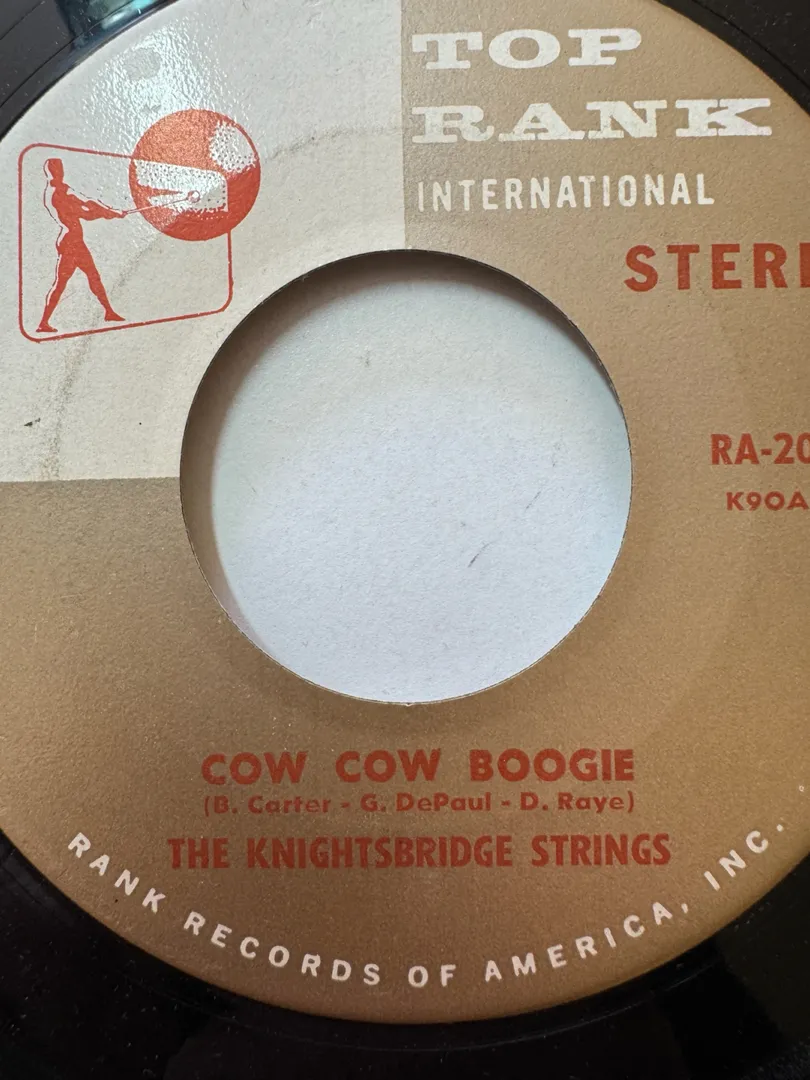 TOP
RANK
INTERNATIONAL
STERE
RA-20
K90A
COW COW BOOGIE
(B. Carter - G. DePaul - D. Raye)
THE KNIGHTSBRIDGE STRINGS
RANK RECORDS OF AMERICA, INC.